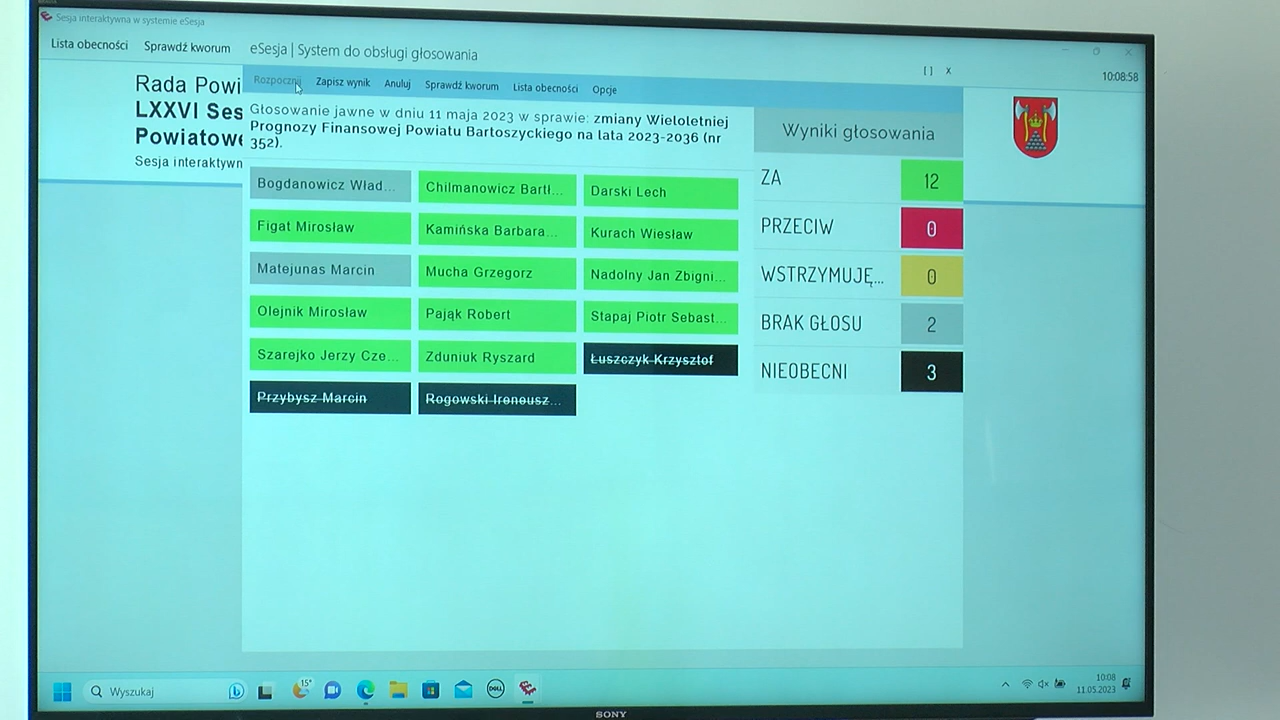 Sesja interaktywna w systemie eSesja
Lista obecności Sprawdź kworum eSesja | System do obsługi głosowania
[ ] x
10:08:58
Rozpocznij Zapisz wynik Anuluj Sprawdź kworum Lista obecności Opcje
Rada Powi
LXXVI Ses
Powiatowe
Sesja interaktywn
Głosowanie jawne w dniu 11 maja 2023 w sprawie: zmiany Wieloletniej
Prognozy Finansowej Powiatu Bartoszyckiego na lata 2023-2036 (nr
352).
Wyniki głosowania
Bogdanowicz Wład... Chilmanowicz Bartł... Darski Lech
Figat Mirosław Kamińska Barbara... Kurach Wiesław
Matejunas Marcin Mucha Grzegorz Nadolny Jan Zbigni...
Olejnik Mirosław Pająk Robert Stapaj Piotr Sebast...
Szarejko Jerzy Cze... Zduniuk Ryszard Łuszczyk Krzysztof
Przybysz Marcin Rogowski Ireneusz...
ZA 12
PRZECIW 0
WSTRZYMUJĘ... 0
BRAK GŁOSU 2
NIEOBECNI 3
Wyszukaj
15°
DELL
10:08
11.05.2023
SONY